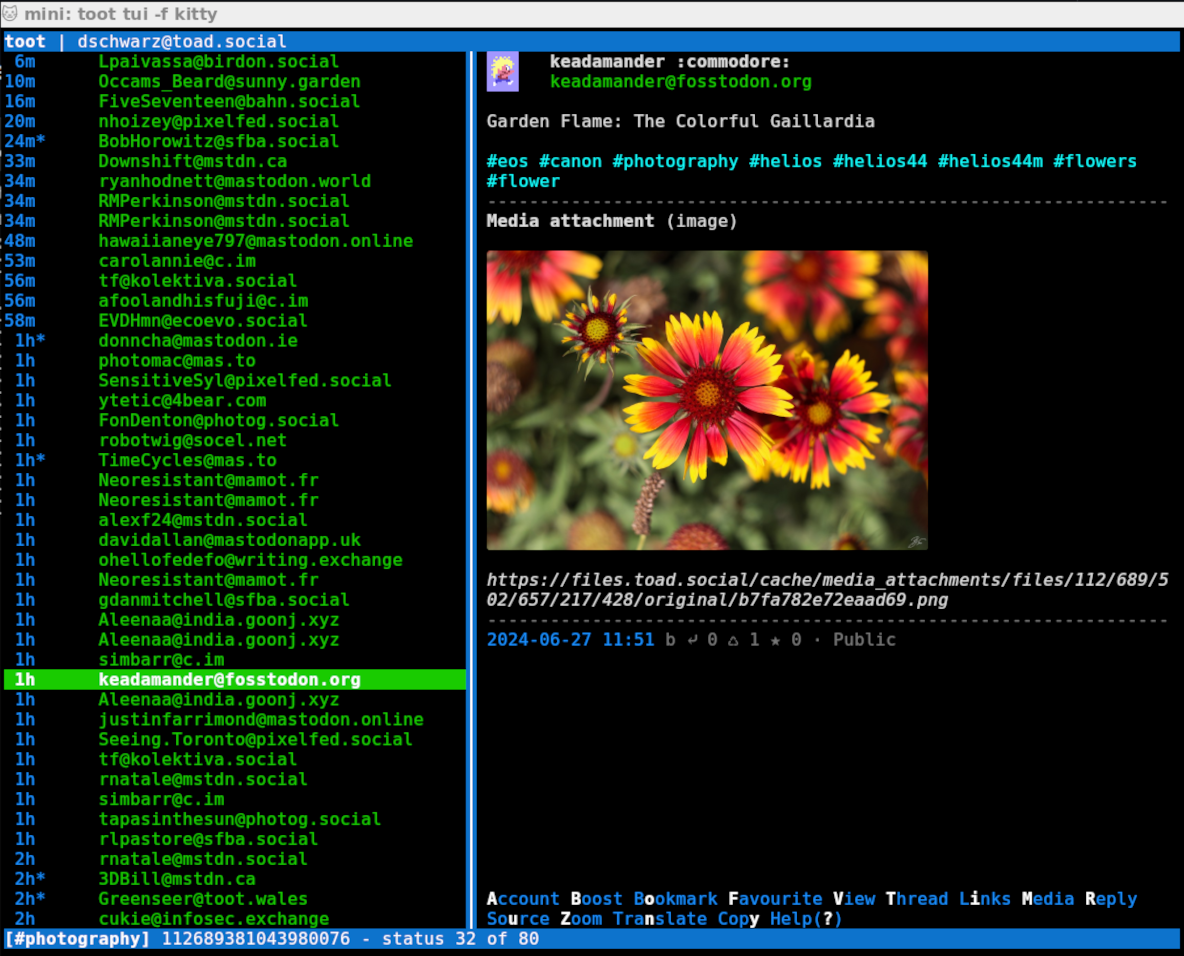 mini: toot tui -f kitty
toot | dschwarz@toad.social
6m Lpaivassa@birdon.social
10m Occams_Beard@sunny.garden
16m FiveSeventeen@bahn.social
20m nhoizey@pixelfed.social
24m* BobHorowitz@sfba.social
33m Downshift@mstdn.ca
34m ryanhodnett@mastodon.world
34m RMPerkinson@mstdn.social
34m RMPerkinson@mstdn.social
48m hawaiianeye797@mastodon.online
53m carolannie@c.im
56m tf@kolektiva.social
56m afoolandhisfuji@c.im
58m EVDHmn@ecoevo.social
1h* donncha@mastodon.ie
1h photomac@mas.to
1h SensitiveSyl@pixelfed.social
1h ytetic@4bear.com
1h FonDenton@photog.social
1h robotwig@socel.net
1h* TimeCycles@mas.to
1h Neoresistant@mamot.fr
1h Neoresistant@mamot.fr
1h alexf24@mstdn.social
1h davidallan@mastodonapp.uk
1h ohellofedefo@writing.exchange
1h Neoresistant@mamot.fr
1h gdanmitchell@sfba.social
1h Aleenaa@india.goonj.xyz
1h Aleenaa@india.goonj.xyz
1h simbarr@c.im
1h keadamander@fosstodon.org
1h Aleenaa@india.goonj.xyz
1h justinfarrimond@mastodon.online
1h Seeing.Toronto@pixelfed.social
1h tf@kolektiva.social
1h rnatale@mstdn.social
1h simbarr@c.im
1h tapasinthesun@photog.social
1h rlpastore@sfba.social
2h rnatale@mstdn.social
2h* 3DBill@mstdn.ca
2h* Greenseer@toot.wales
2h cukie@infosec.exchange
keadamander :commodore:
keadamander@fosstodon.org
Garden Flame: The Colorful Gaillardia
#eos #canon #photography #helios #helios44 #helios44m #flowers
#flower
Media attachment (image)
https://files.toad.social/cache/media_attachments/files/112/689/5
02/657/217/428/original/b7fa782e72eaad69.png
2024-06-27 11:51 b ⤶ 0 ♺ 1 ★ 0 · Public
Account Boost Bookmark Favourite View Thread Links Media Reply
Source Zoom Translate Copy Help(?)
[#photography] 112689381043980076 - status 32 of 80